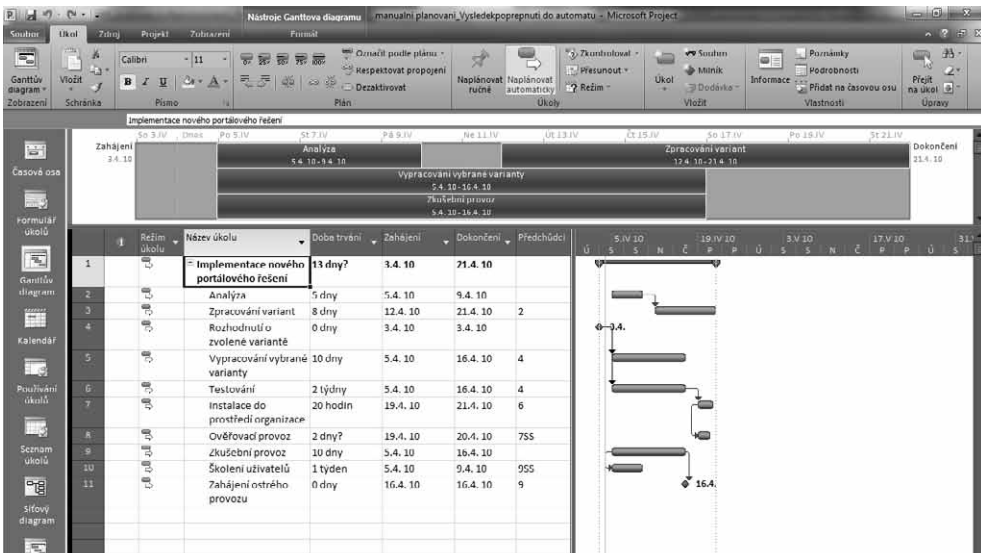 Nástroje Ganttova diagramu
manualni planovani_Vysledekpoprepnuti do automatu - Microsoft Project
Soubor Úkol Zdroj Projekt Zobrazení Formát
Ganttův diagram
Vložit
Calibri 11
B I U A
Označit podle plánu
Respektovat propojení
Dezaktivovat
Naplánovat ručně
Naplánovat automaticky
Zkontrolovat
Přesunout
Režim
Úkol
Souhrn
Milník
Dodávka
Informace
Poznámky
Podrobnosti
Přidat na časovou osu
Přejít na úkol
Zobrazení Schránka Písmo Plán Úkoly Vložit Vlastnosti Úpravy
Implementace nového portálového řešení
So 3.IV Dnes Po 5.IV St 7.IV Pá 9.IV Ne 11.IV Út 13.IV Čt 15.IV So 17.IV Po 19.IV St 21.IV
Zahájení
3.4. 10
Analýza
5.4. 10 - 9.4. 10
Zpracování variant
12.4. 10 - 21.4. 10
Dokončení
21.4. 10
Vypracování vybrané varianty
5.4. 10 - 16.4. 10
Zkušební provoz
5.4. 10 - 16.4. 10
Časová osa
Formulář úkolů
Ganttův diagram
Kalendář
Používání úkolů
Seznam úkolů
Síťový diagram
Režim úkolu Název úkolu Doba trvání Zahájení Dokončení Předchůdci
5.IV 10 19.IV 10 3.V 10 17.V 10 31.
Ú S S N Č P P Ú S S N Č P P Ú S
1 Implementace nového portálového řešení 13 dny? 3.4. 10 21.4. 10
2 Analýza 5 dny 5.4. 10 9.4. 10
3 Zpracování variant 8 dny 12.4. 10 21.4. 10 2
4 Rozhodnutí o zvolené variantě 0 dny 3.4. 10 3.4. 10
3.4.
5 Vypracování vybrané varianty 10 dny 5.4. 10 16.4. 10 4
6 Testování 2 týdny 5.4. 10 16.4. 10 4
7 Instalace do prostředí organizace 20 hodin 19.4. 10 21.4. 10 6
8 Ověřovací provoz 2 dny? 19.4. 10 20.4. 10 7SS
9 Zkušební provoz 10 dny 5.4. 10 16.4. 10
10 Školení uživatelů 1 týden 5.4. 10 9.4. 10 9SS
11 Zahájení ostrého provozu 0 dny 16.4. 10 16.4. 10 9
16.4.